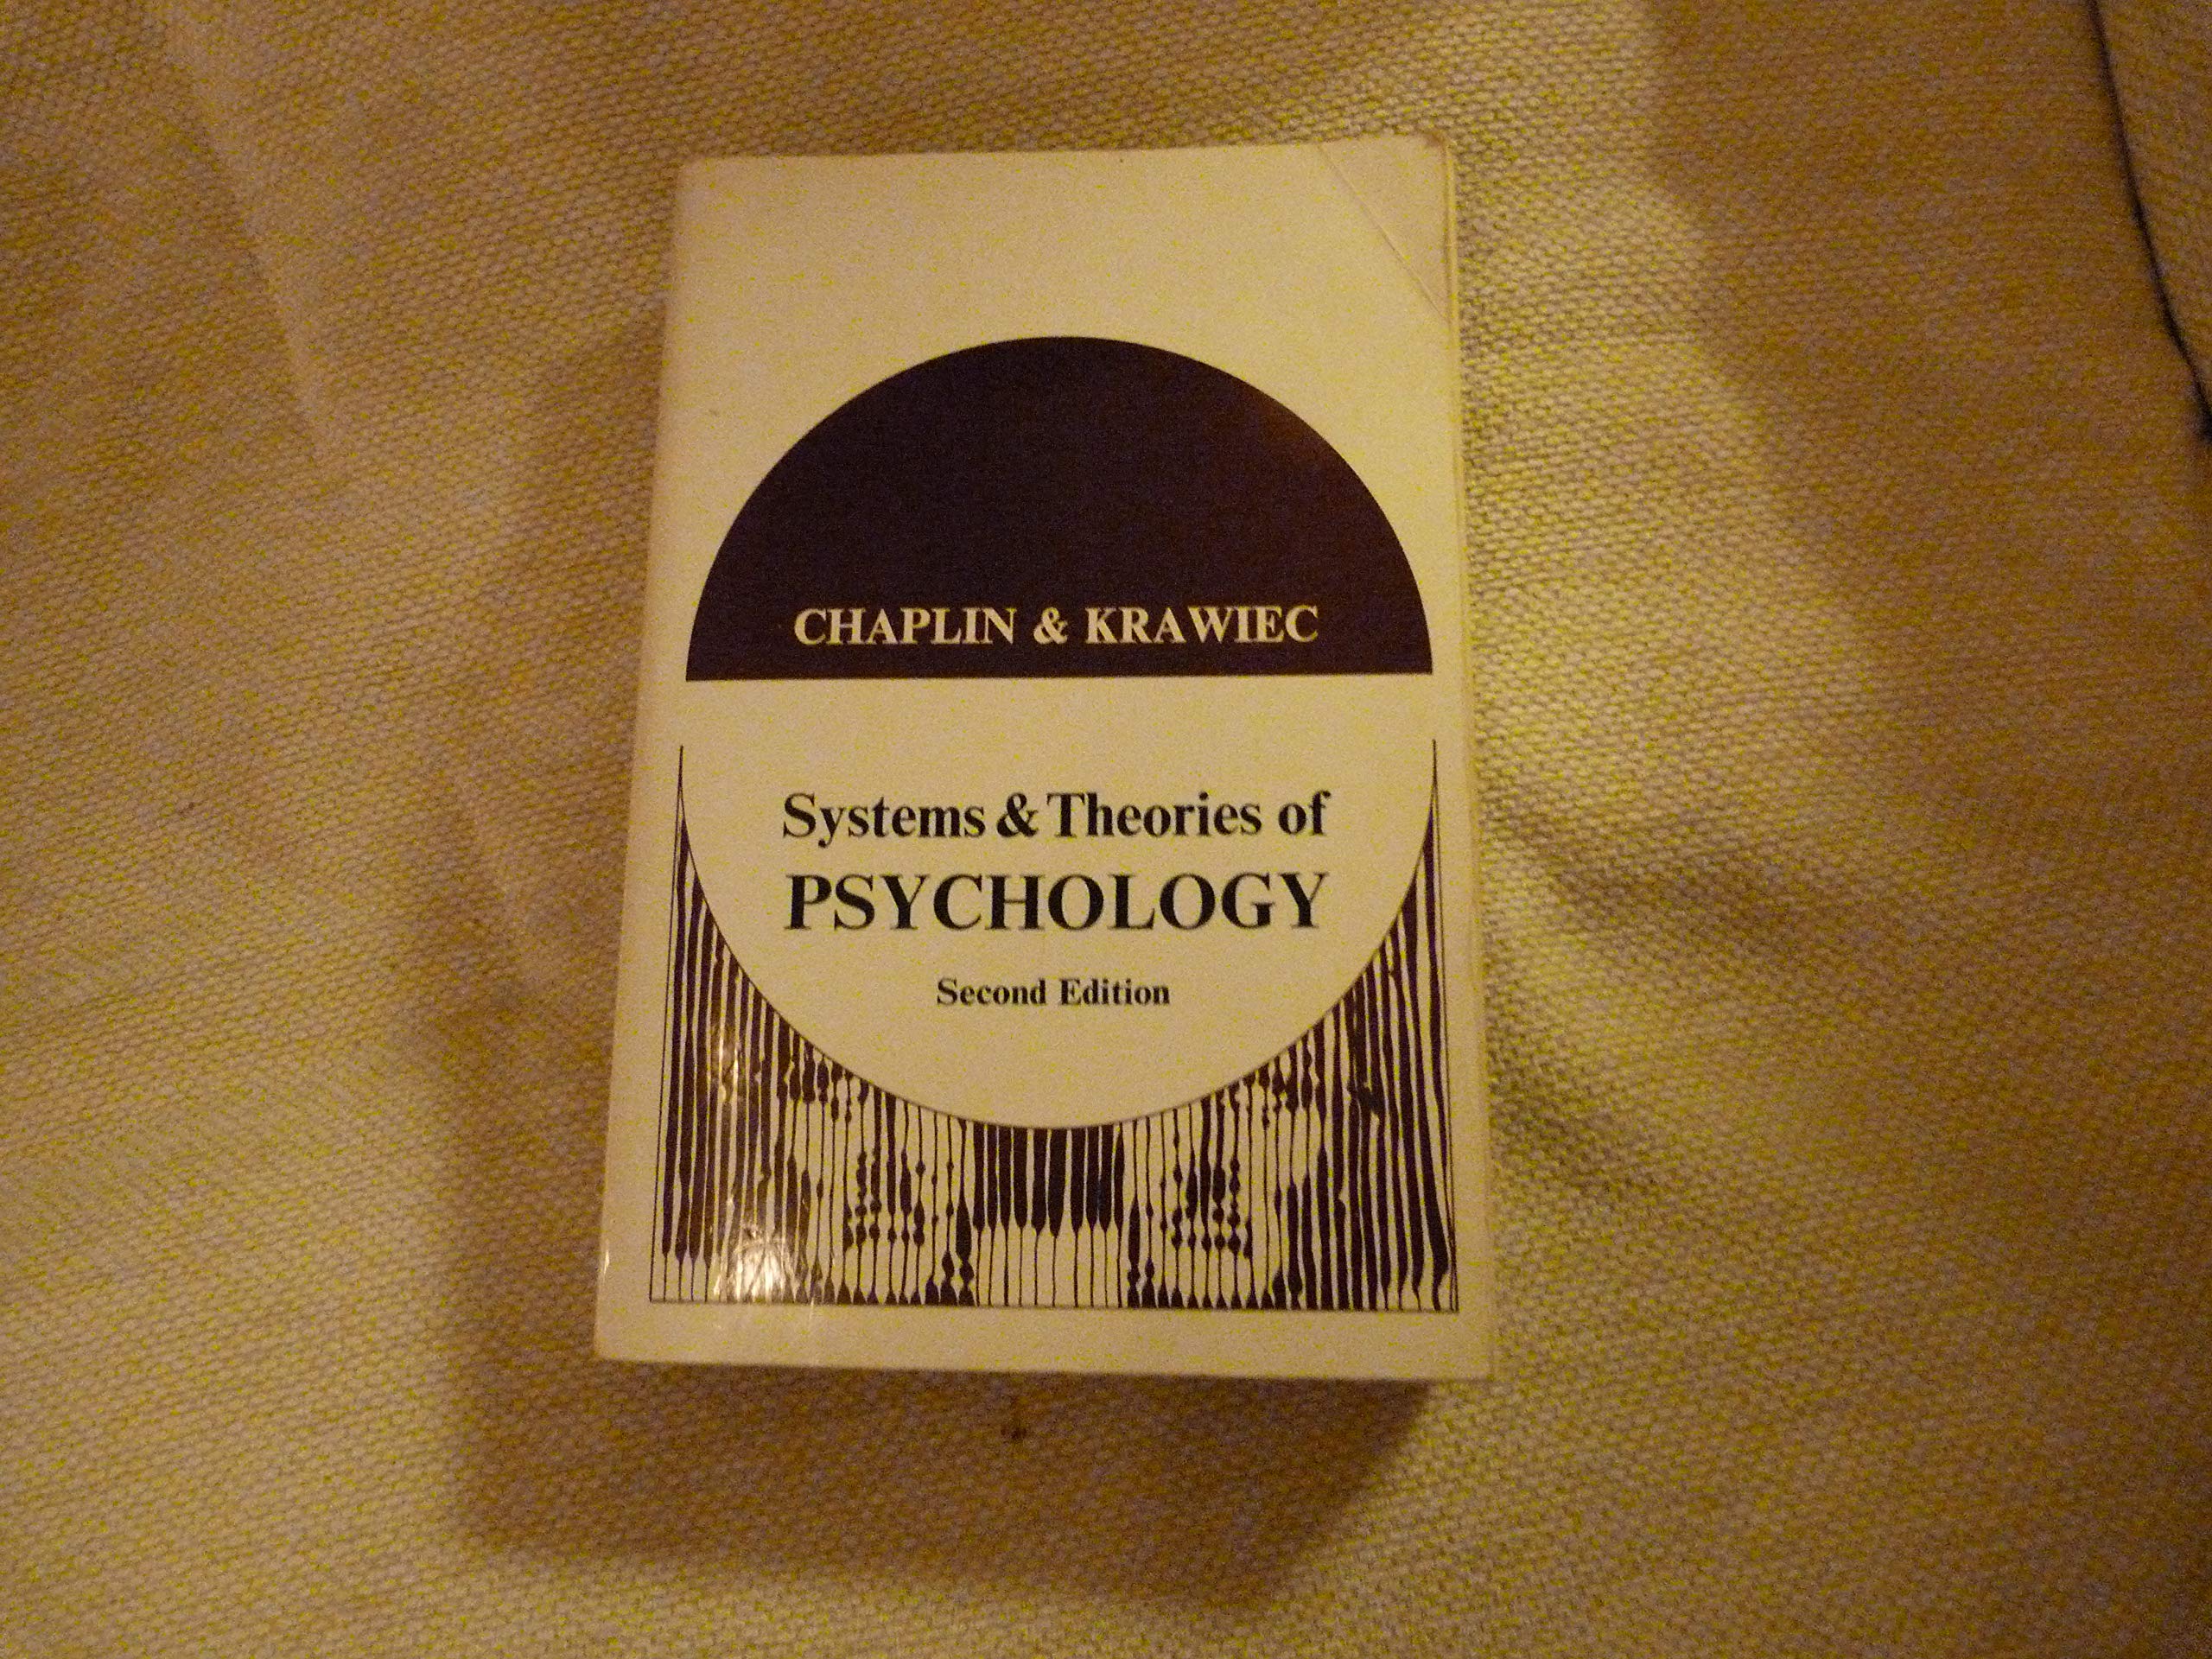 CHAPLIN & KRAWIEC
Systems & Theories of
PSYCHOLOGY
Second Edition